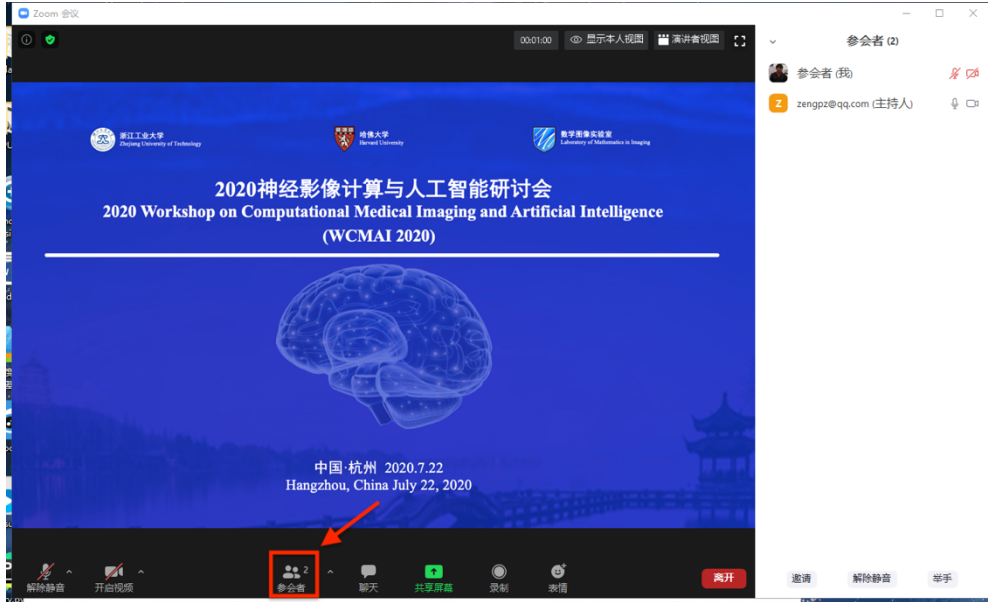 Zoom 会议
00:01:00
显示本人视图
演讲者视图
参会者 (2)
参会者 (我)
Z
zengpz@qq.com (主持人)
浙江工业大学
Zhejiang University of Technology
哈佛大学
Harvard University
数学图像实验室
Laboratory of Mathematics in Imaging
2020神经影像计算与人工智能研讨会
2020 Workshop on Computational Medical Imaging and Artificial Intelligence
(WCMAI 2020)
中国·杭州 2020.7.22
Hangzhou, China July 22, 2020
2
解除静音
开启视频
参会者
聊天
共享屏幕
录制
表情
离开
邀请
解除静音
举手